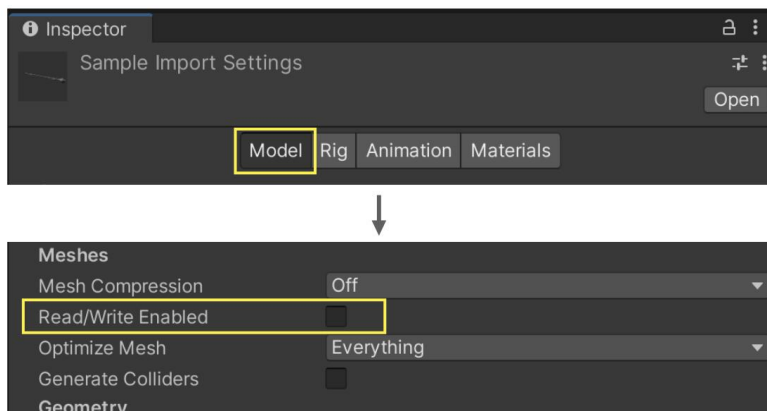 Inspector
Sample Import Settings
Open
Model Rig Animation Materials
Meshes
Mesh Compression Off
Read/Write Enabled
Optimize Mesh Everything
Generate Colliders
Geometry